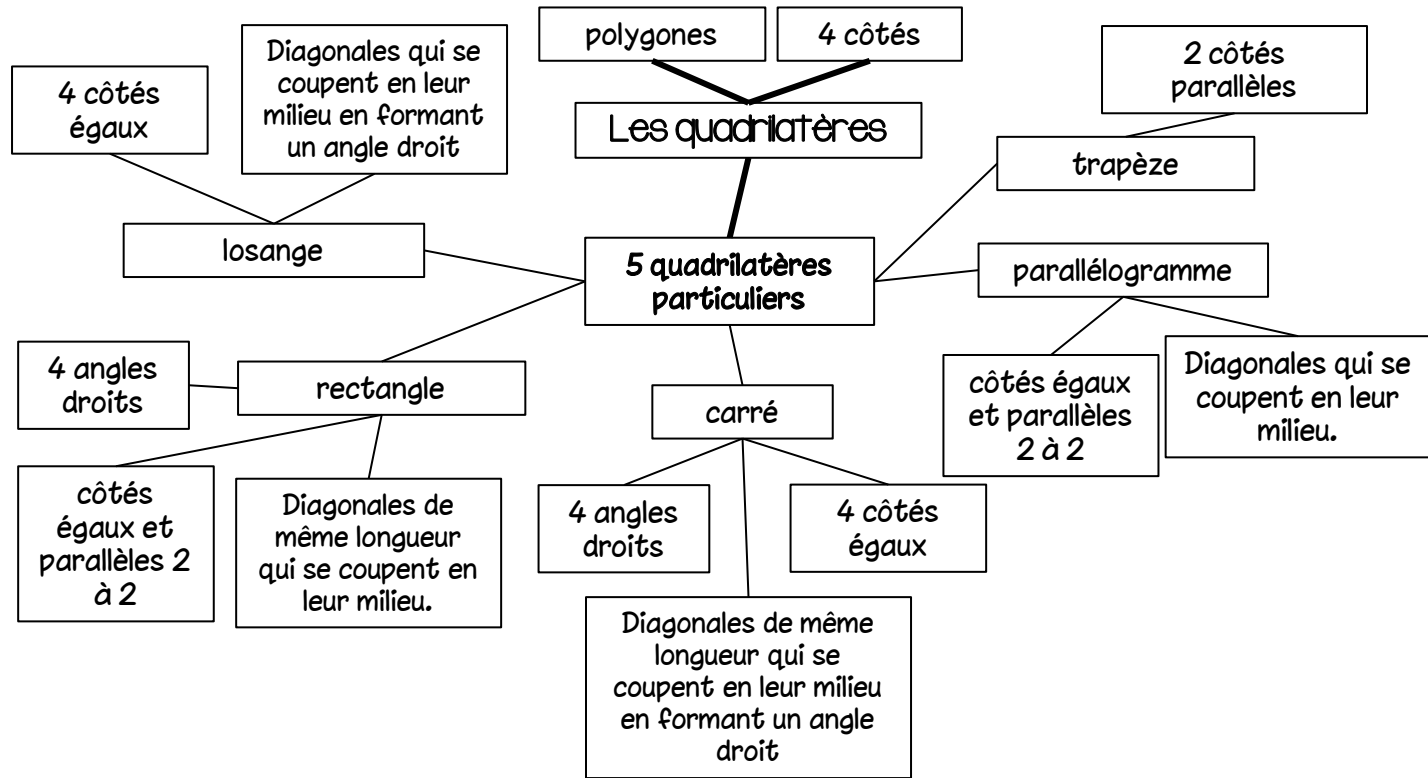 polygones
4 côtés
Les quadrilatères
2 côtés
parallèles
trapèze
4 côtés
égaux
Diagonales qui se
coupent en leur
milieu en formant
un angle droit
losange
5 quadrilatères
particuliers
parallélogramme
côtés égaux
et parallèles
2 à 2
Diagonales qui se
coupent en leur
milieu.
4 angles
droits
rectangle
côtés
égaux et
parallèles 2
à 2
Diagonales de
même longueur
qui se coupent en
leur milieu.
carré
4 angles
droits
4 côtés
égaux
Diagonales de même
longueur qui se
coupent en leur milieu
en formant un angle
droit